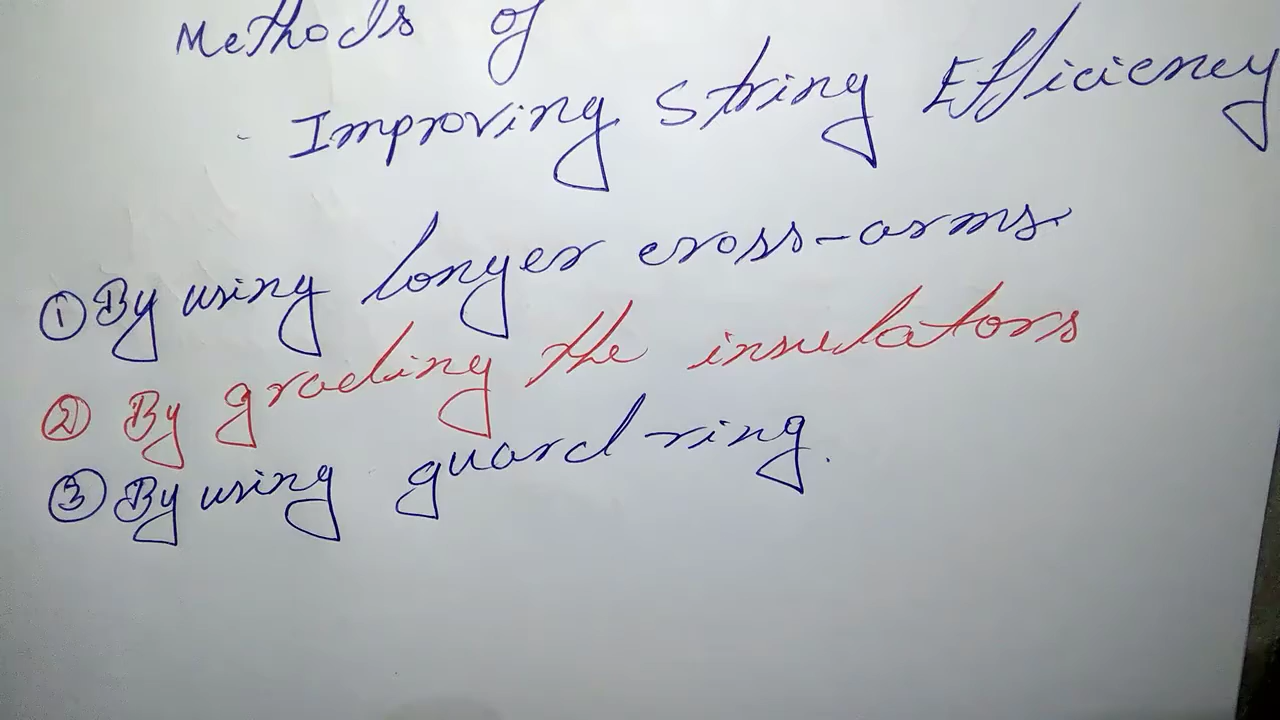 Methods of
Improving String Efficiency
① By using longer cross-arms.
② By grading the insulators
③ By using guard ring.